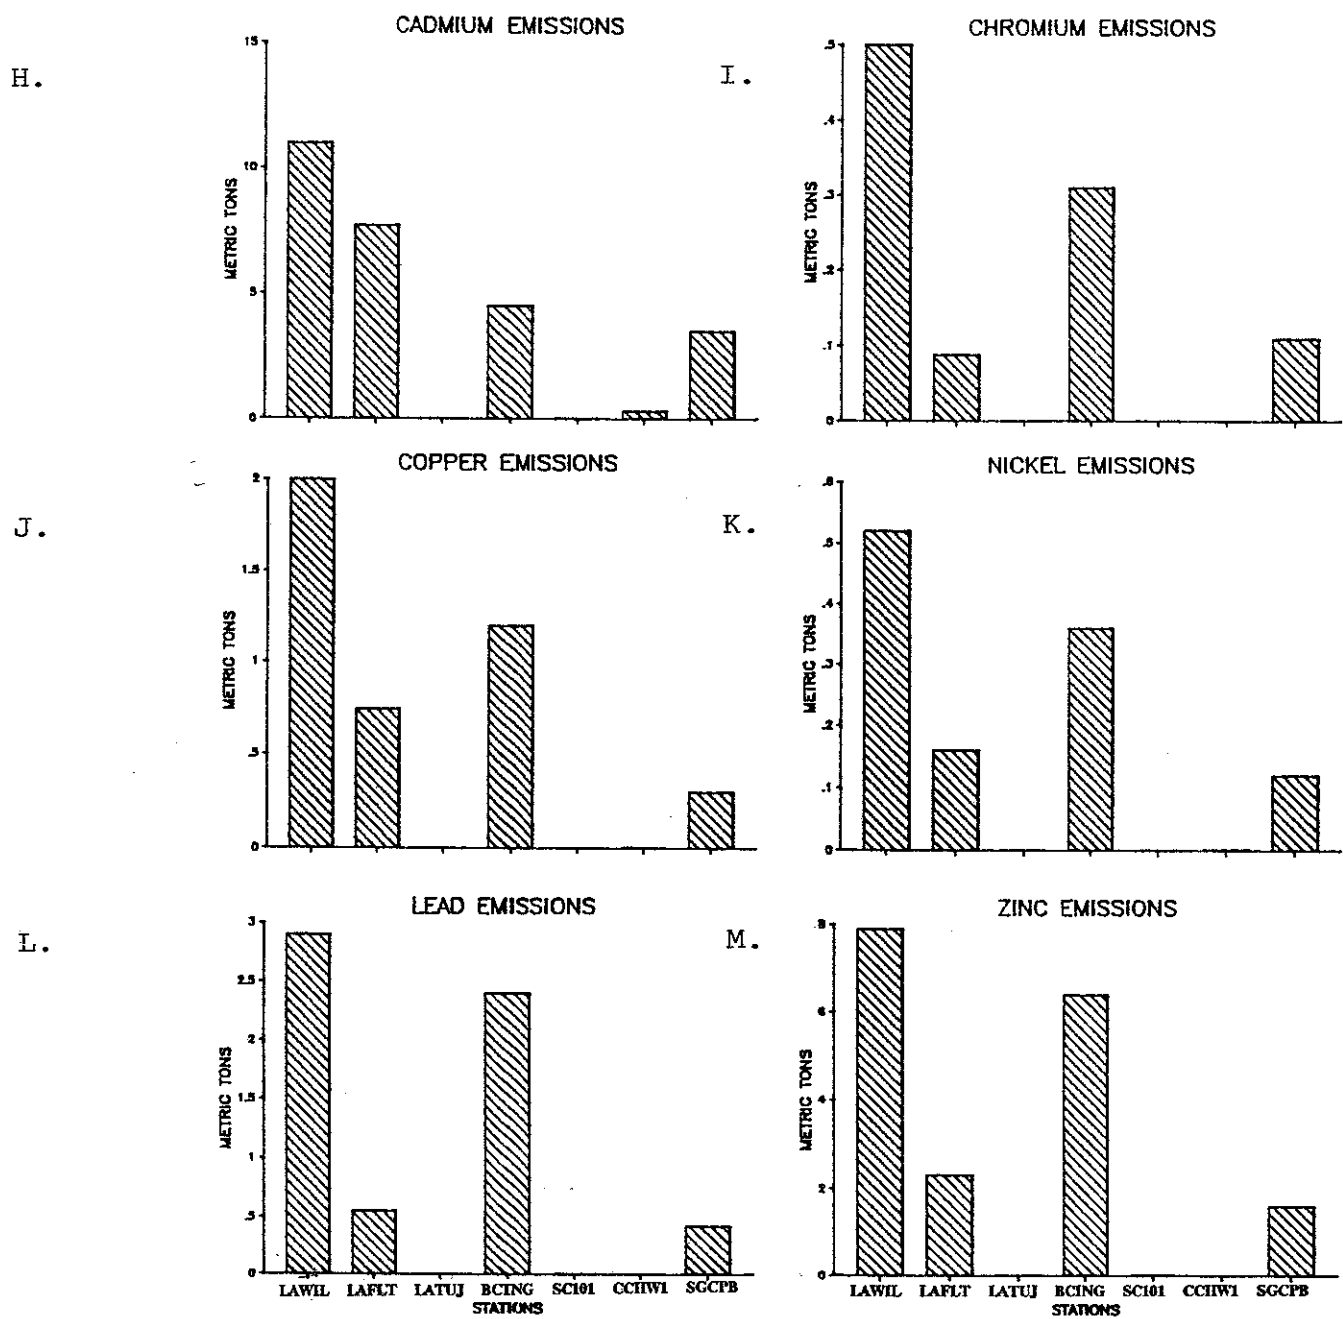 CADMIUM EMISSIONS
H.
15
10
5
0
METRIC TONS
CHROMIUM EMISSIONS
I.
.5
.4
.3
.2
.1
0
METRIC TONS
COPPER EMISSIONS
J.
2
1.5
1
.5
0
METRIC TONS
NICKEL EMISSIONS
K.
.6
.5
.4
.3
.2
.1
0
METRIC TONS
LEAD EMISSIONS
L.
3
2.5
2
1.5
1
.5
0
METRIC TONS
LAWIL LAFLT LATUJ BCING SC101 CCHW1 SGCPB
STATIONS
ZINC EMISSIONS
M.
8
6
4
2
0
METRIC TONS
LAWIL LAFLT LATUJ BCING SC101 CCHW1 SGCPB
STATIONS